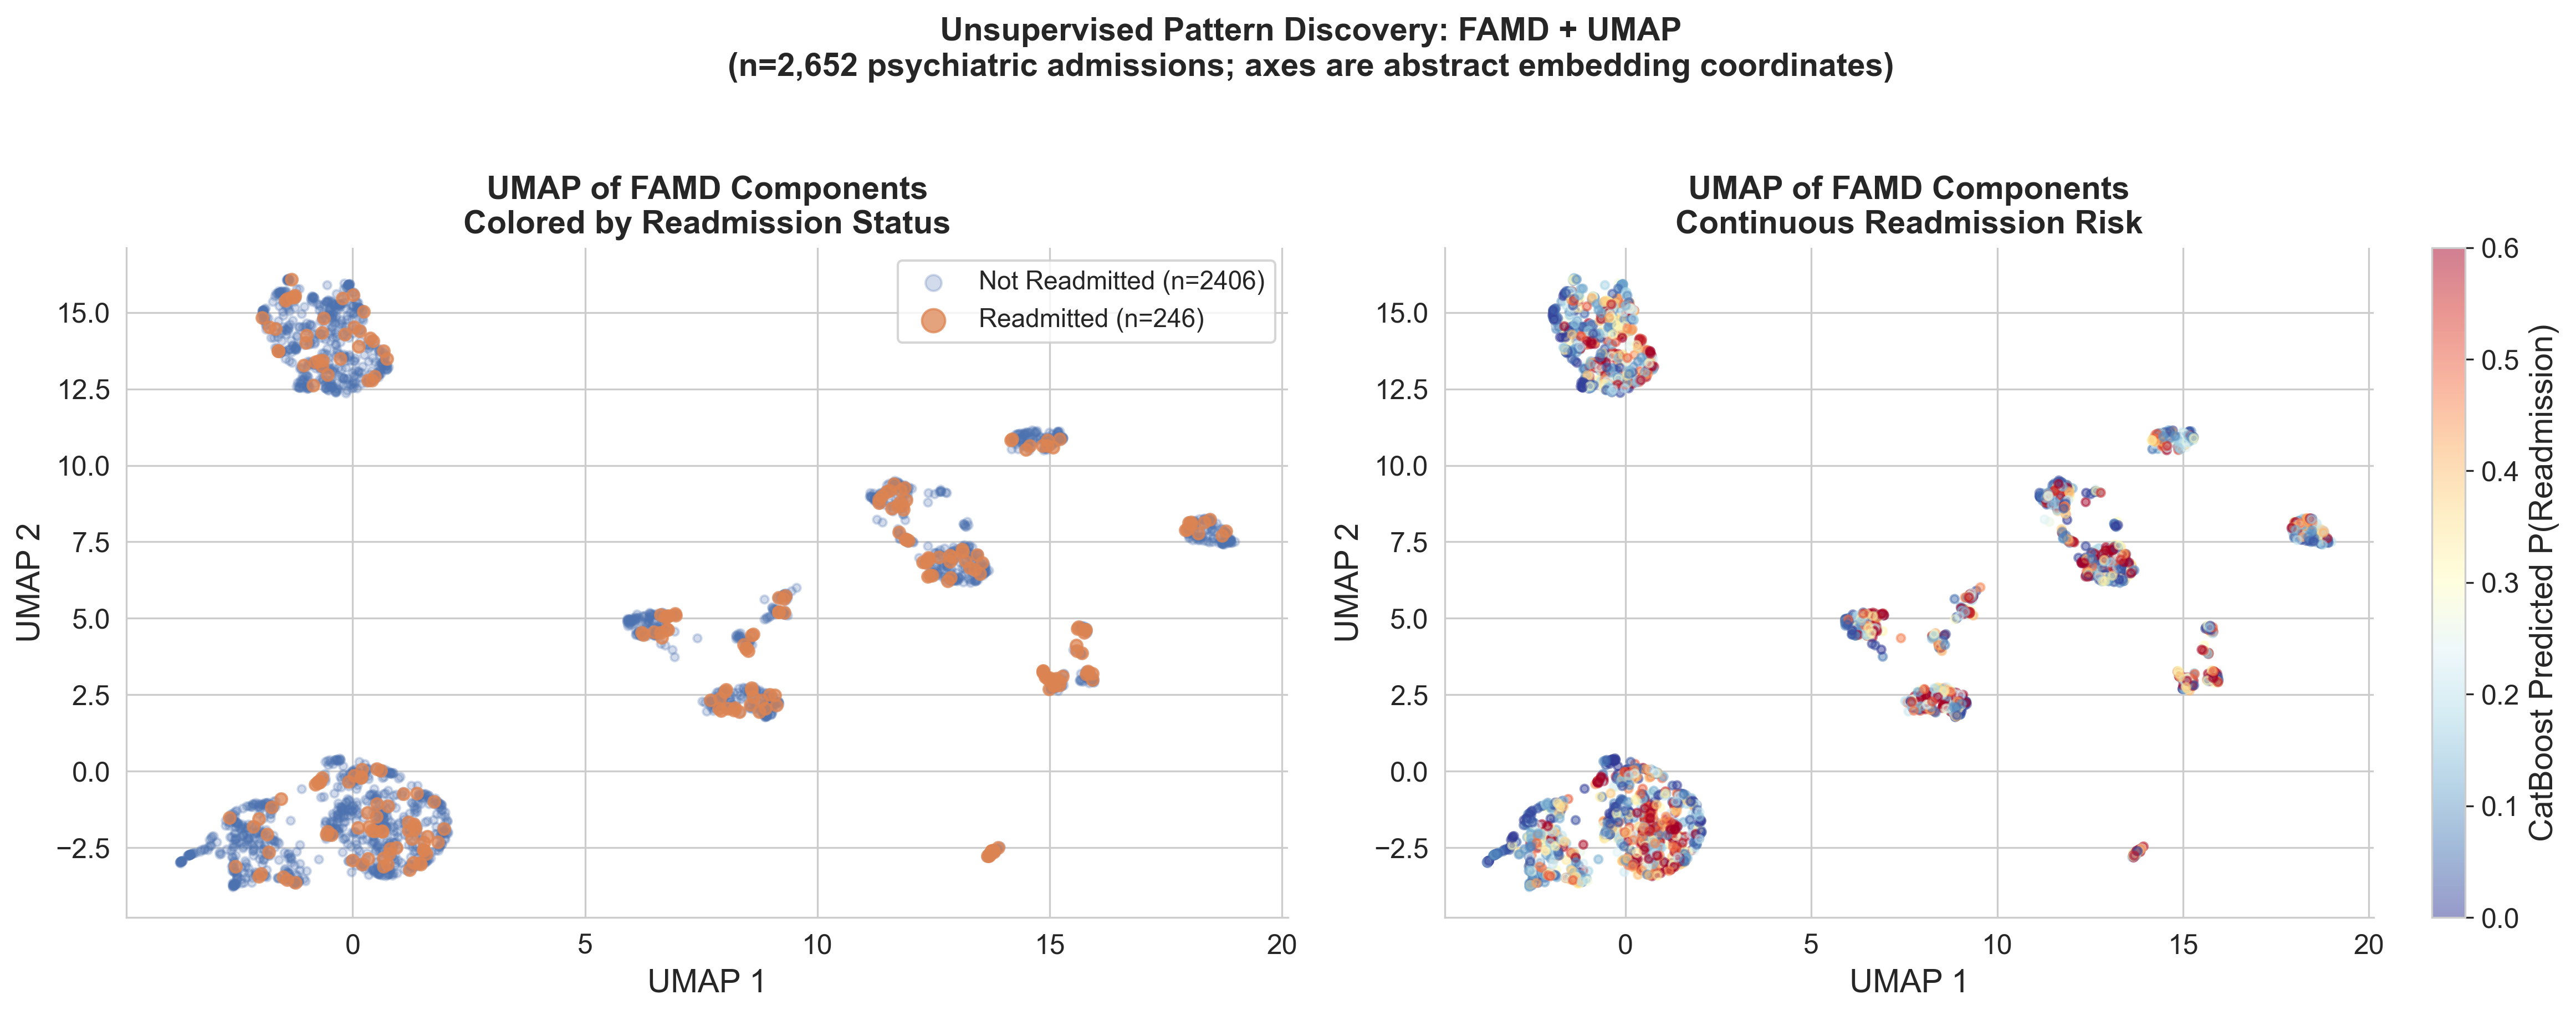 Unsupervised Pattern Discovery: FAMD + UMAP
(n=2,652 psychiatric admissions; axes are abstract embedding coordinates)
UMAP of FAMD Components
Colored by Readmission Status
Not Readmitted (n=2406)
Readmitted (n=246)
15.0
12.5
10.0
7.5
5.0
2.5
0.0
−2.5
UMAP 2
0
5
10
15
20
UMAP 1
UMAP of FAMD Components
Continuous Readmission Risk
15.0
12.5
10.0
7.5
5.0
2.5
0.0
−2.5
UMAP 2
0
5
10
15
20
UMAP 1
0.6
0.5
0.4
0.3
0.2
0.1
0.0
CatBoost Predicted P(Readmission)